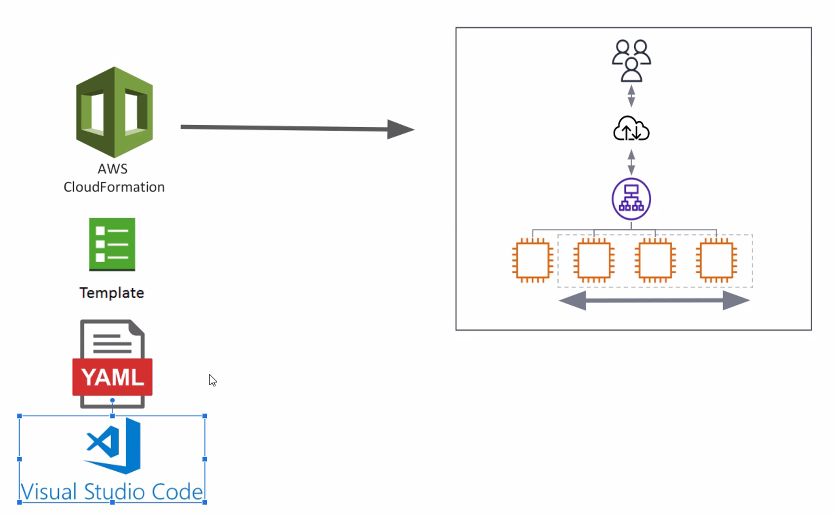 AWS
CloudFormation
Template
YAML
Visual Studio Code